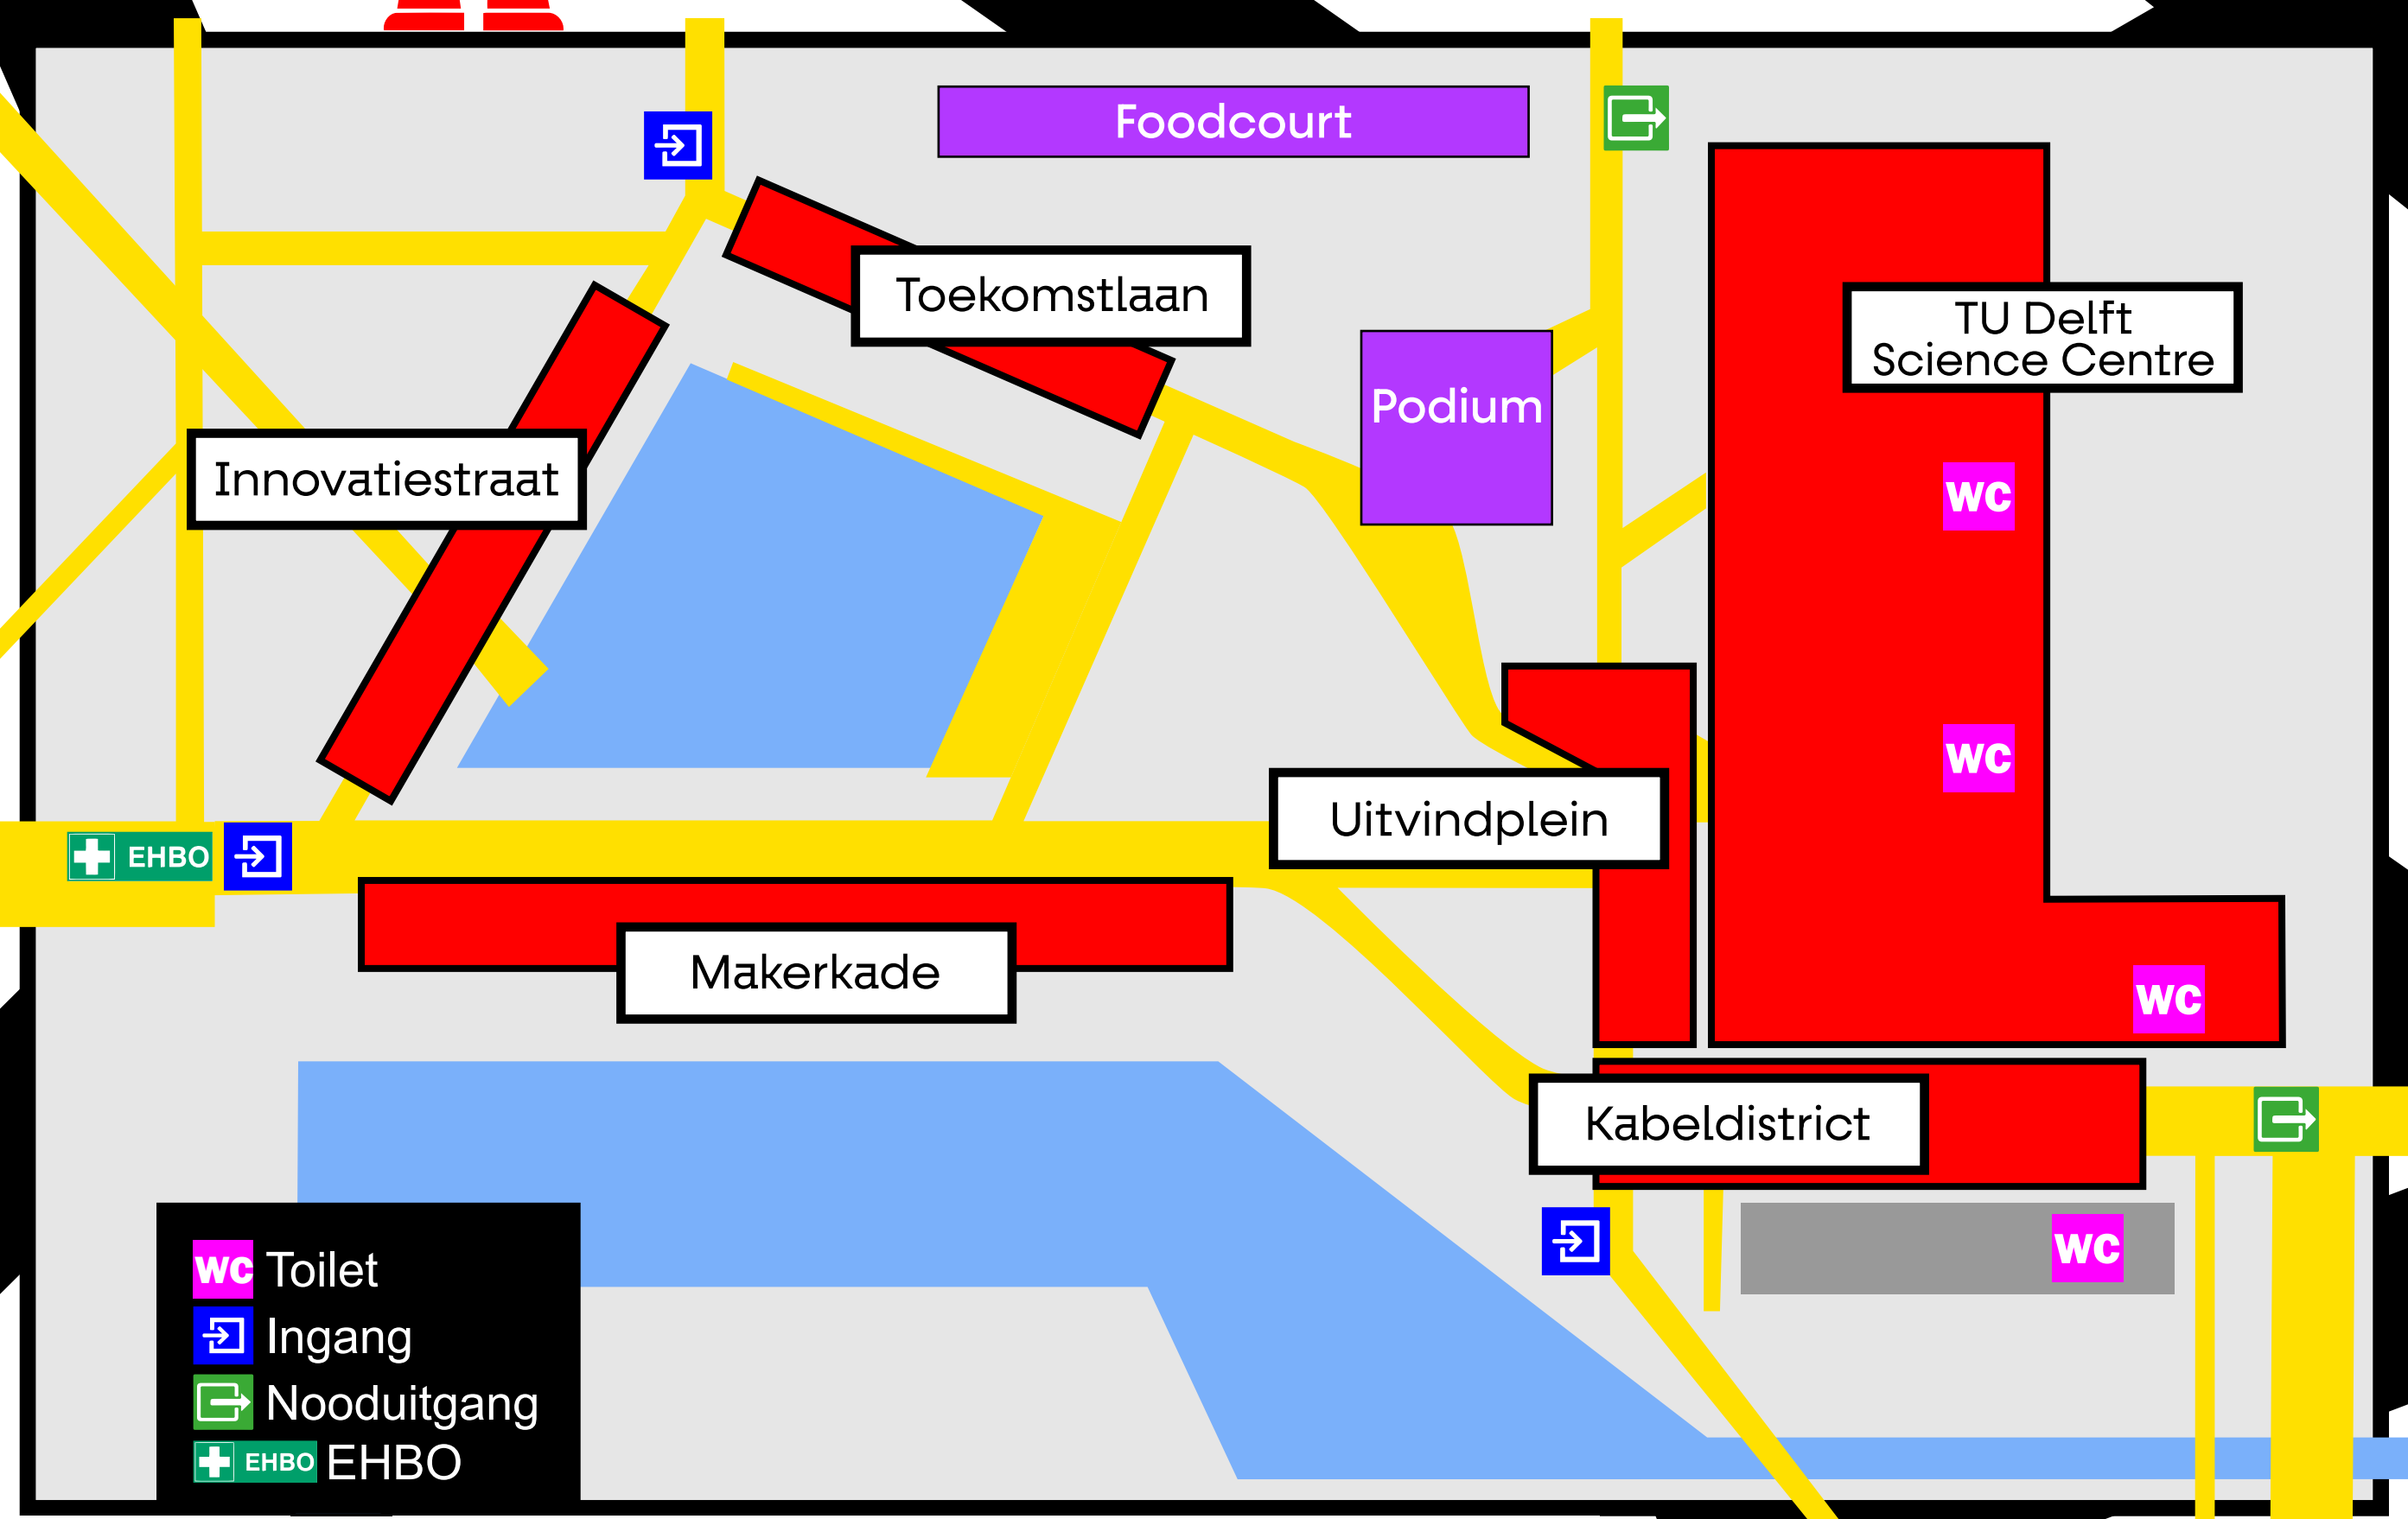 Foodcourt
Toekomstlaan
TU Delft
Science Centre
Podium
Innovatiestraat
WC
WC
Uitvindplein
EHBO
Makerkade
WC
Kabeldistrict
WC
WC Toilet
Ingang
Nooduitgang
EHBO EHBO